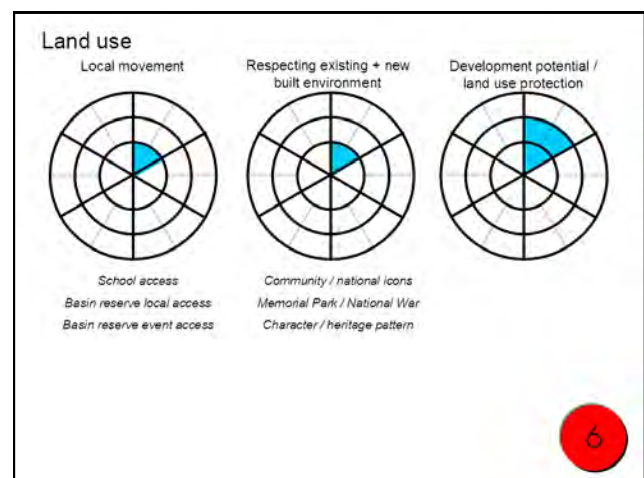 Land use
Local movement
Respecting existing + new
built environment
Development potential /
land use protection
School access
Basin reserve local access
Basin reserve event access
Community / national icons
Memorial Park / National War
Character / heritage pattern
6